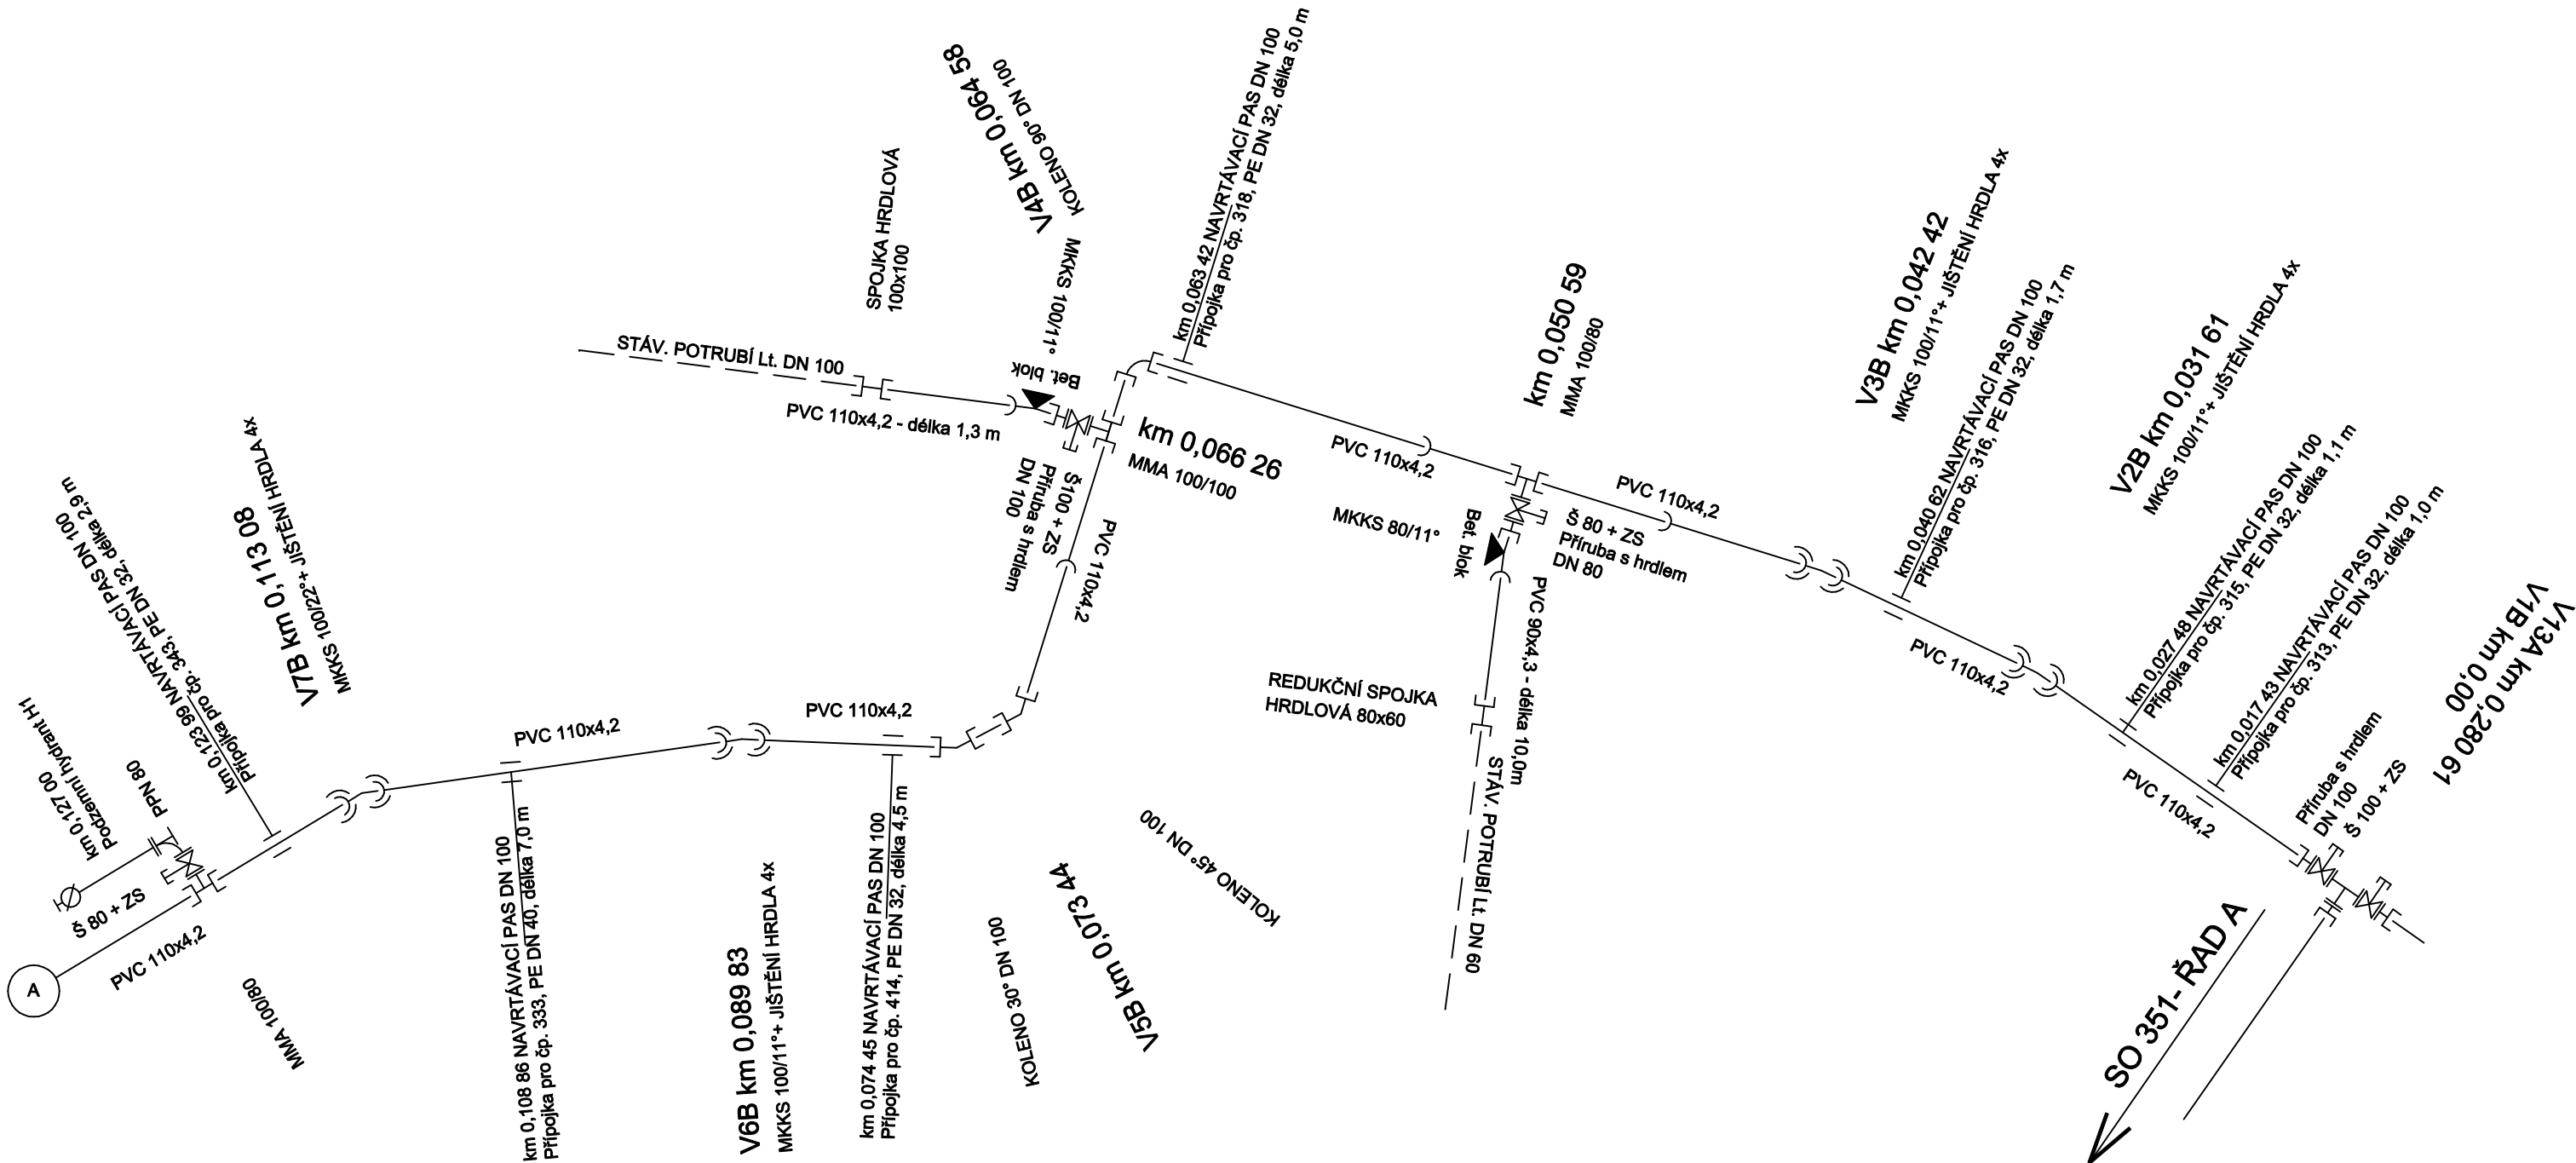 V4B km 0,064 58
KOLENO 90° DN 100
SPOJKA HRDLOVÁ
100x100
MKKS 100/11°
Bet. blok
STÁV. POTRUBÍ Lt. DN 100
PVC 110x4,2 - délka 1,3 m
km 0,066 26
MMA 100/100
Š100 + ZS
Příruba s hrdlem
DN 100
PVC 110x4,2
km 0,063 42 NAVRTÁVACÍ PAS DN 100
Přípojka pro čp. 318, PE DN 32, délka 5,0 m
PVC 110x4,2
km 0,050 59
MMA 100/80
PVC 110x4,2
Š 80 + ZS
Příruba s hrdlem
DN 80
MKKS 80/11°
Bet. blok
PVC 90x4,3 - délka 10,0m
REDUKČNÍ SPOJKA
HRDLOVÁ 80x60
STÁV. POTRUBÍ Lt. DN 60
V3B km 0,042 42
MKKS 100/11°+ JIŠTĚNÍ HRDLA 4x
km 0,040 62 NAVRTÁVACÍ PAS DN 100
Přípojka pro čp. 316, PE DN 32, délka 1,7 m
PVC 110x4,2
V2B km 0,031 61
MKKS 100/11°+ JIŠTĚNÍ HRDLA 4x
km 0,027 48 NAVRTÁVACÍ PAS DN 100
Přípojka pro čp. 315, PE DN 32, délka 1,1 m
km 0,017 43 NAVRTÁVACÍ PAS DN 100
Přípojka pro čp. 313, PE DN 32, délka 1,0 m
PVC 110x4,2
V13A km 0,280 61
V1B km 0,00
Příruba s hrdlem
DN 100
Š 100 + ZS
SO 351- ŘAD A
V7B km 0,113 08
MKKS 100/22°+ JIŠTĚNÍ HRDLA 4x
km 0,123 99 NAVRTÁVACÍ PAS DN 100
Přípojka pro čp. 343, PE DN 32, délka 2,9 m
km 0,127 00
Podzemní hydrant H1
PPN 80
Š 80 + ZS
PVC 110x4,2
A
MMA 100/80
PVC 110x4,2
km 0,108 86 NAVRTÁVACÍ PAS DN 100
Přípojka pro čp. 333, PE DN 40, délka 7,0 m
V6B km 0,089 83
MKKS 100/11°+ JIŠTĚNÍ HRDLA 4x
PVC 110x4,2
km 0,074 45 NAVRTÁVACÍ PAS DN 100
Přípojka pro čp. 414, PE DN 32, délka 4,5 m
KOLENO 30° DN 100
V5B km 0,073 44
KOLENO 45° DN 100